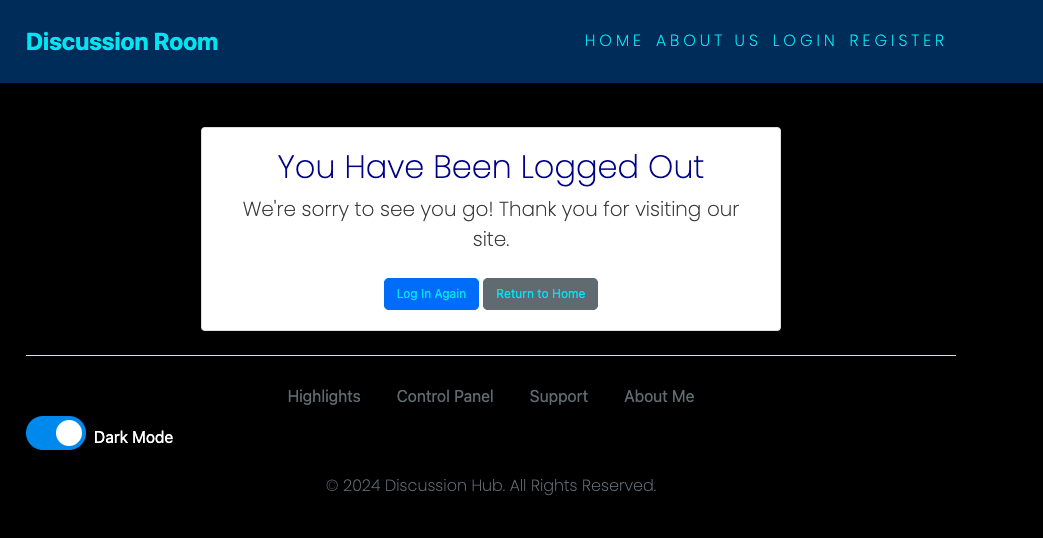 Discussion Room
HOME ABOUT US LOGIN REGISTER
You Have Been Logged Out
We're sorry to see you go! Thank you for visiting our
site.
Log In Again Return to Home
Highlights Control Panel Support About Me
Dark Mode
© 2024 Discussion Hub. All Rights Reserved.